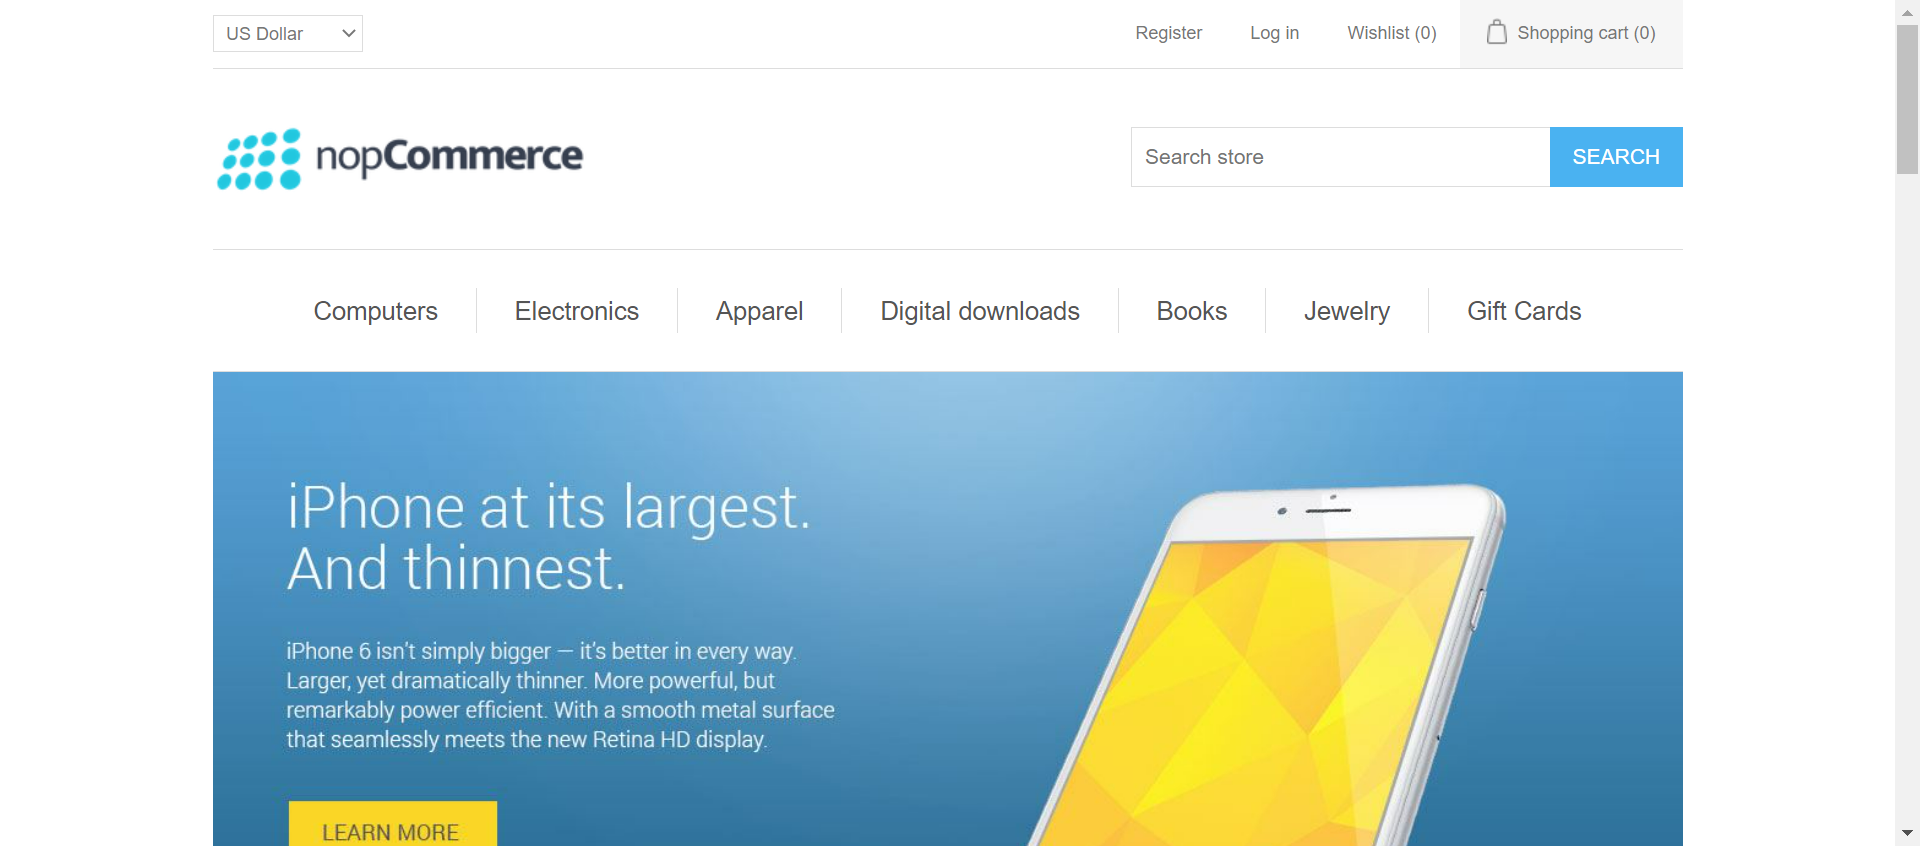 US Dollar
Register
Log in
Wishlist (0)
Shopping cart (0)
nopCommerce
Search store
SEARCH
Computers
Electronics
Apparel
Digital downloads
Books
Jewelry
Gift Cards
iPhone at its largest.
And thinnest.
iPhone 6 isn't simply bigger — it's better in every way.
Larger, yet dramatically thinner. More powerful, but
remarkably power efficient. With a smooth metal surface
that seamlessly meets the new Retina HD display.
LEARN MORE